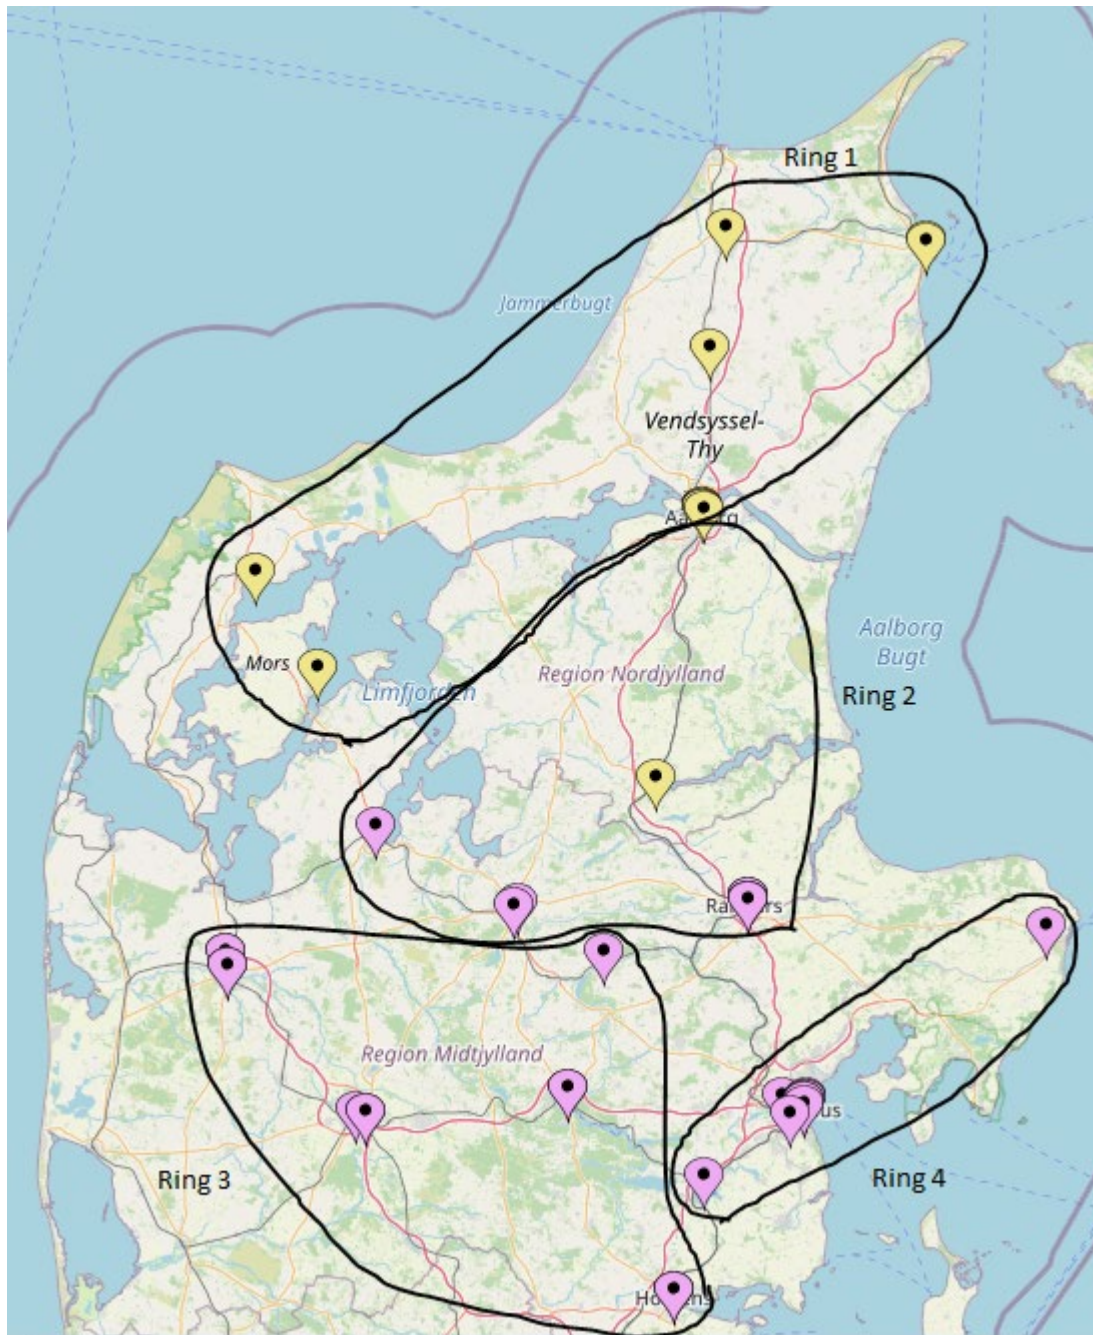 Ring 1
Jammerbugt
Vendsyssel-
Thy
Aalborg
Mors
Limfjorden
Region Nordjylland
Aalborg
Bugt
Ring 2
Region Midtjylland
Ring 3
Ring 4